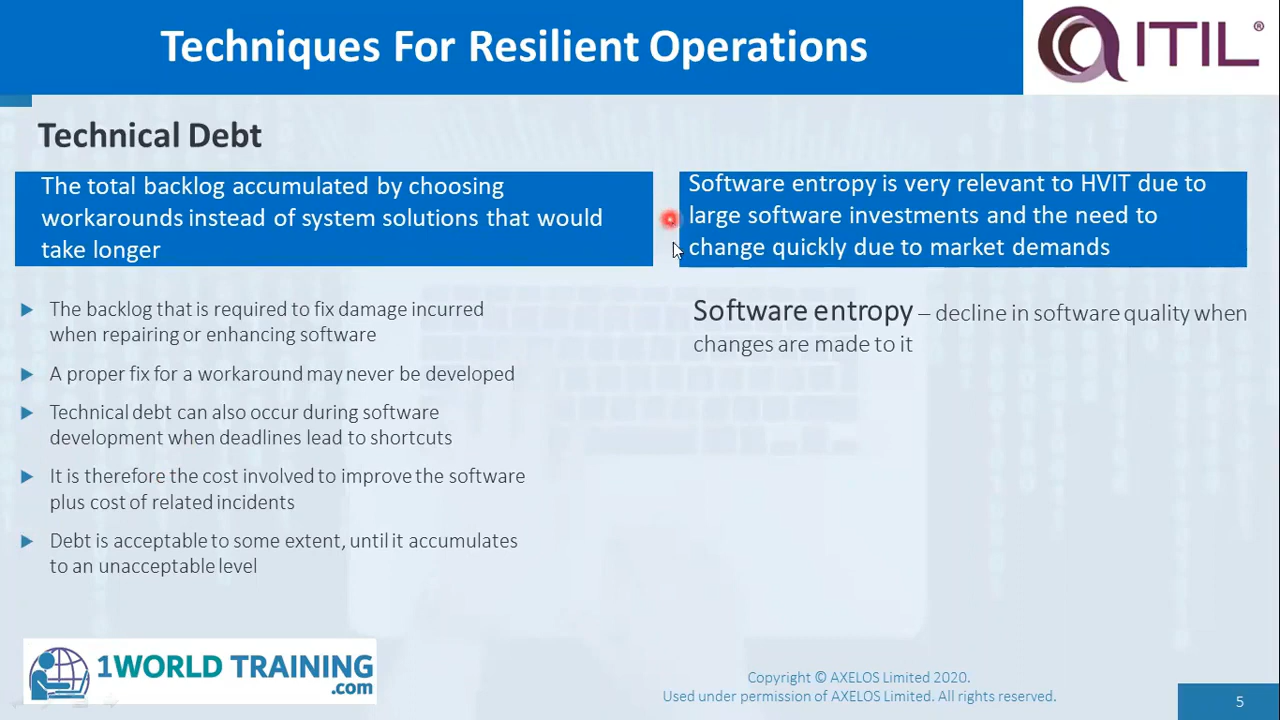 Techniques For Resilient Operations
ITIL®
Technical Debt
The total backlog accumulated by choosing
workarounds instead of system solutions that would
take longer
The backlog that is required to fix damage incurred
when repairing or enhancing software
A proper fix for a workaround may never be developed
Technical debt can also occur during software
development when deadlines lead to shortcuts
It is therefore the cost involved to improve the software
plus cost of related incidents
Debt is acceptable to some extent, until it accumulates
to an unacceptable level
Software entropy is very relevant to HVIT due to
large software investments and the need to
change quickly due to market demands
Software entropy – decline in software quality when
changes are made to it
1WORLD TRAINING
.com
Copyright © AXELOS Limited 2020.
Used under permission of AXELOS Limited. All rights reserved.
5